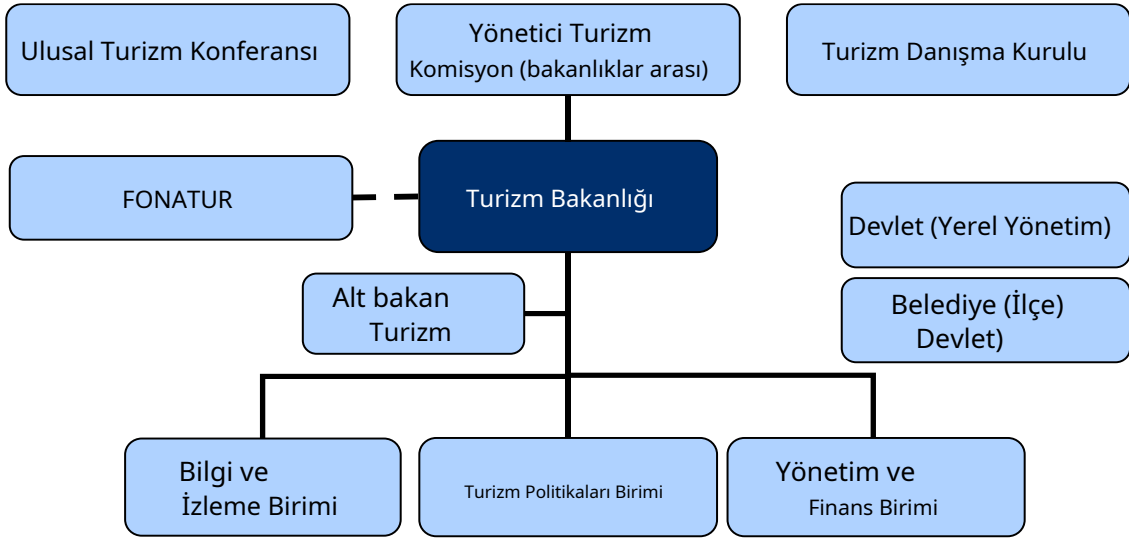 Ulusal Turizm Konferansı
Yönetici Turizm
Komisyon (bakanlıklar arası)
Turizm Danışma Kurulu
FONATUR
Turizm Bakanlığı
Devlet (Yerel Yönetim)
Alt bakan
Turizm
Belediye (İlçe)
Devlet)
Bilgi ve
İzleme Birimi
Turizm Politikaları Birimi
Yönetim ve
Finans Birimi